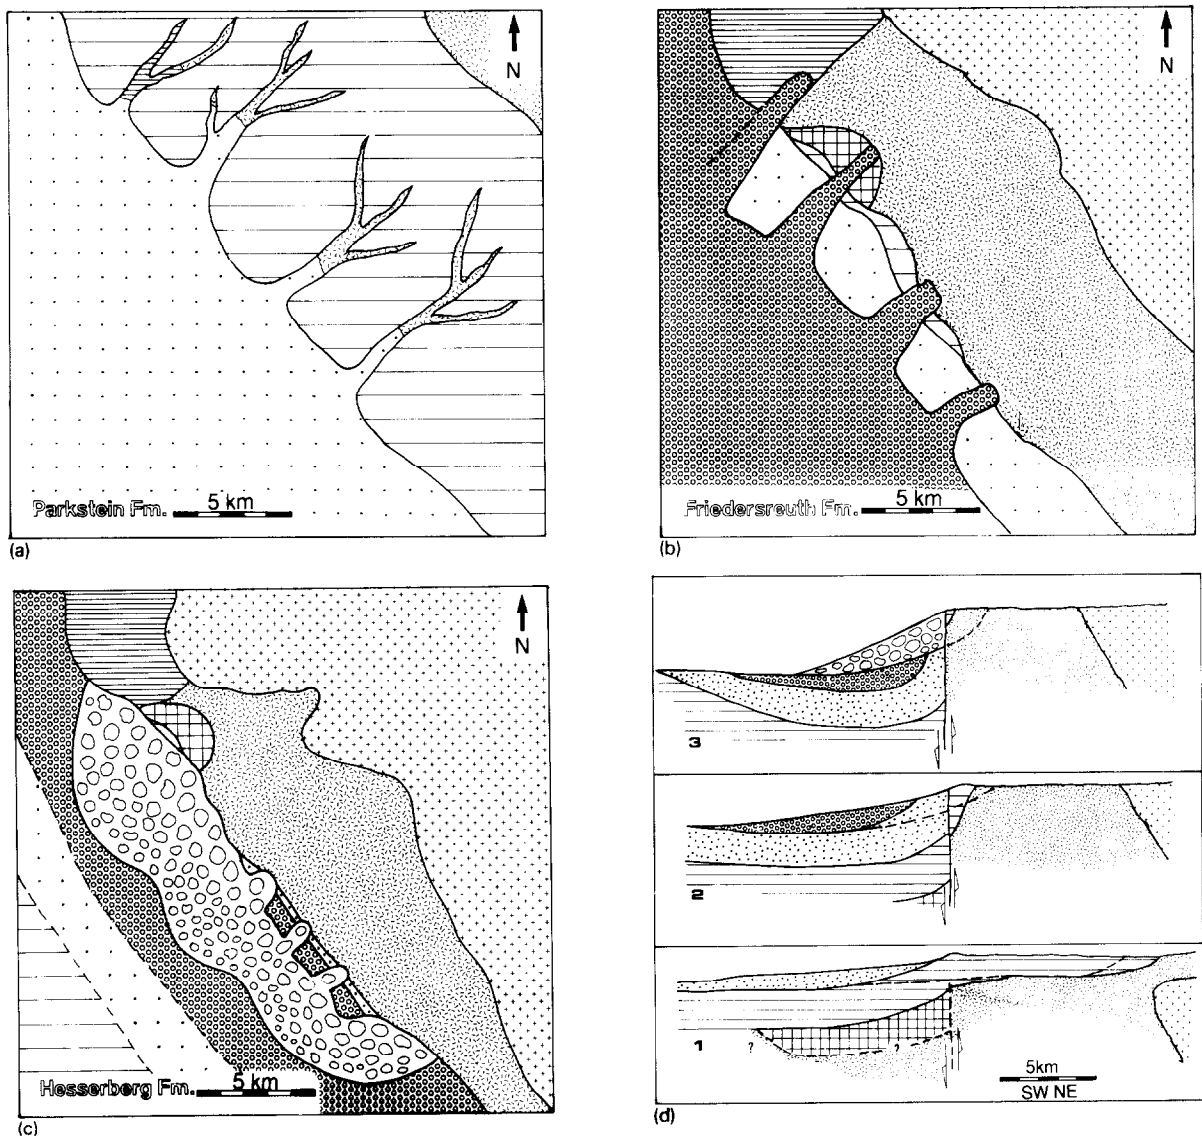 N
Parkstein Fm. 5 km
(a)
N
Friedersreuth Fm. 5 km
(b)
N
Hesserberg Fm. 5 km
(c)
3
2
1
? ?
5km
SW NE
(d)